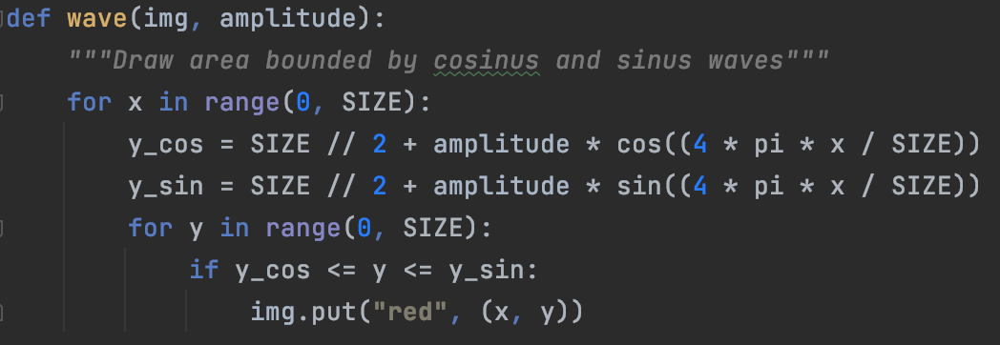 def wave(img, amplitude):
    """Draw area bounded by cosinus and sinus waves"""
    for x in range(0, SIZE):
        y_cos = SIZE // 2 + amplitude * cos((4 * pi * x / SIZE))
        y_sin = SIZE // 2 + amplitude * sin((4 * pi * x / SIZE))
        for y in range(0, SIZE):
            if y_cos <= y <= y_sin:
                img.put("red", (x, y))